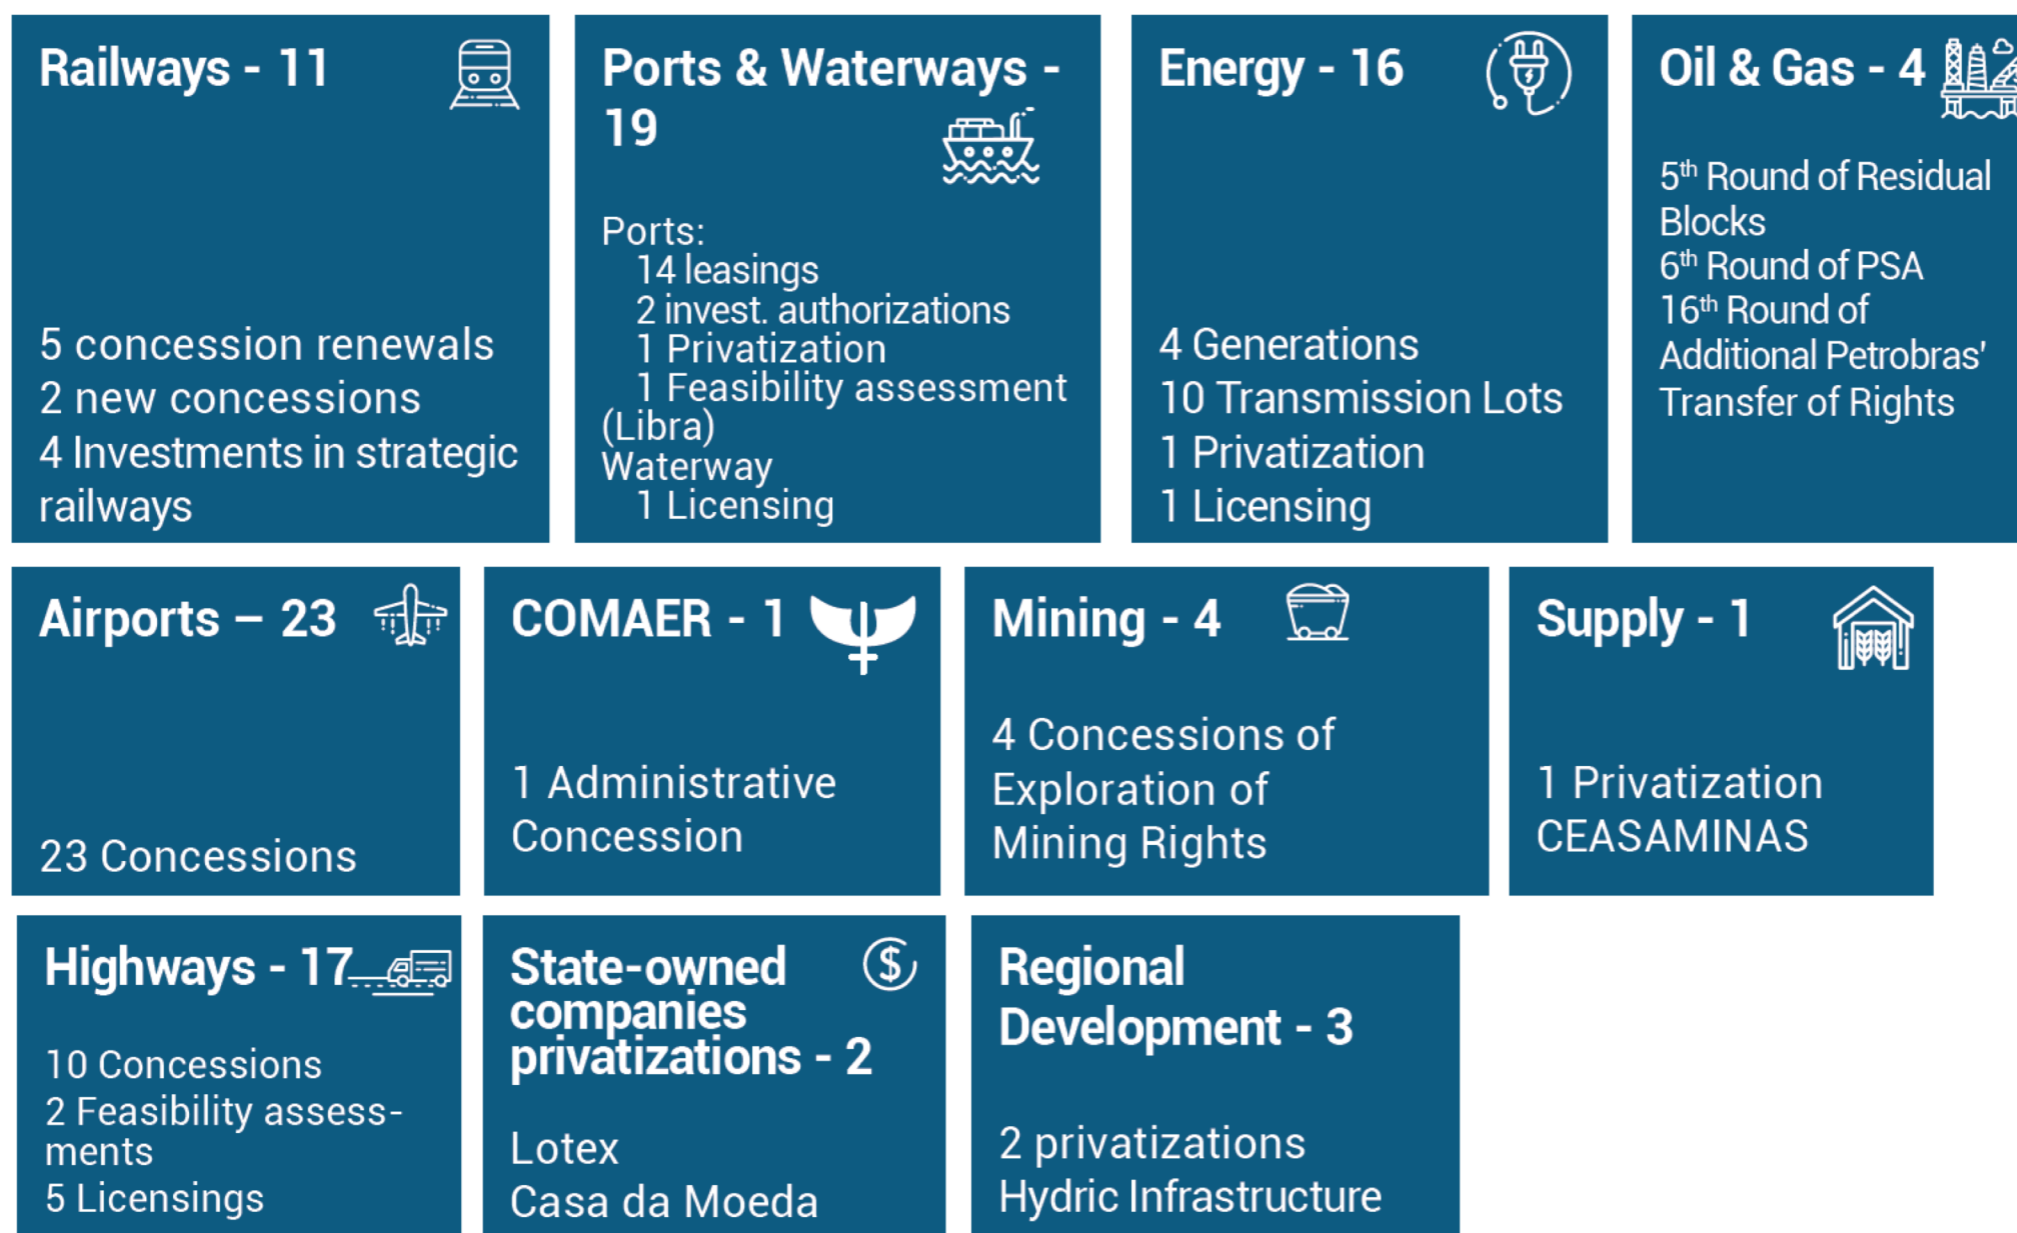 Railways - 11
5 concession renewals
2 new concessions
4 Investments in strategic
railways
Ports & Waterways -
19
Ports:
14 leasings
2 invest. authorizations
1 Privatization
1 Feasibility assessment
(Libra)
Waterway
1 Licensing
Energy - 16
4 Generations
10 Transmission Lots
1 Privatization
1 Licensing
Oil & Gas - 4
5th Round of Residual
Blocks
6th Round of PSA
16th Round of
Additional Petrobras'
Transfer of Rights
Airports – 23
23 Concessions
COMAER - 1
1 Administrative
Concession
Mining - 4
4 Concessions of
Exploration of
Mining Rights
Supply - 1
1 Privatization
CEASAMINAS
Highways - 17
10 Concessions
2 Feasibility assess-
ments
5 Licensings
State-owned
companies
privatizations - 2
$
Lotex
Casa da Moeda
Regional
Development - 3
2 privatizations
Hydric Infrastructure